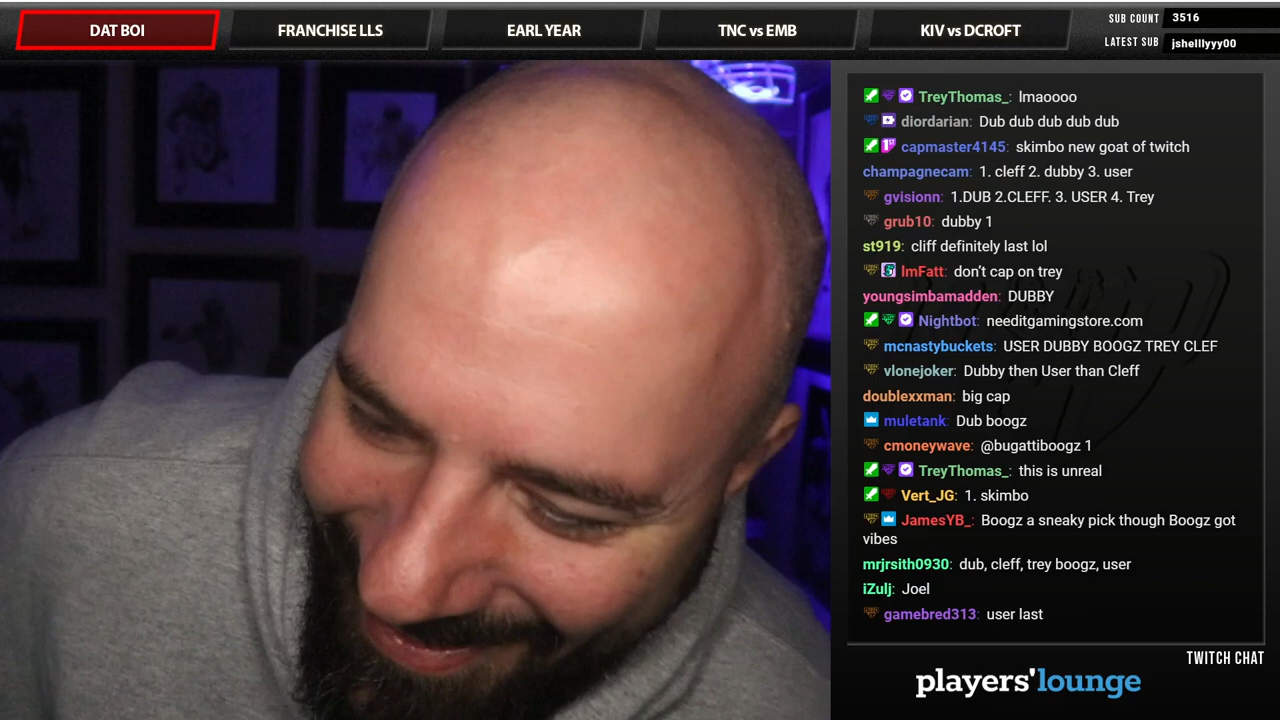 DAT BOI
FRANCHISE LLS
EARL YEAR
TNC vs EMB
KIV vs DCROFT
SUB COUNT 3516
LATEST SUB jshelllyyy00
TreyThomas_: lmaoooo
diordarian: Dub dub dub dub dub
capmaster4145: skimbo new goat of twitch
champagnecam: 1. cleff 2. dubby 3. user
gvisionn: 1.DUB 2.CLEFF. 3. USER 4. Trey
grub10: dubby 1
st919: cliff definitely last lol
ImFatt: don't cap on trey
youngsimbamadden: DUBBY
Nightbot: needitgamingstore.com
mcnastybuckets: USER DUBBY BOOGZ TREY CLEF
vlonejoker: Dubby then User than Cleff
doublexxman: big cap
muletank: Dub boogz
cmoneywave: @bugattiboogz 1
TreyThomas_: this is unreal
Vert_JG: 1. skimbo
JamesYB_: Boogz a sneaky pick though Boogz got
vibes
mrjrsith0930: dub, cleff, trey boogz, user
iZulj: Joel
gamebred313: user last
TWITCH CHAT
players'lounge